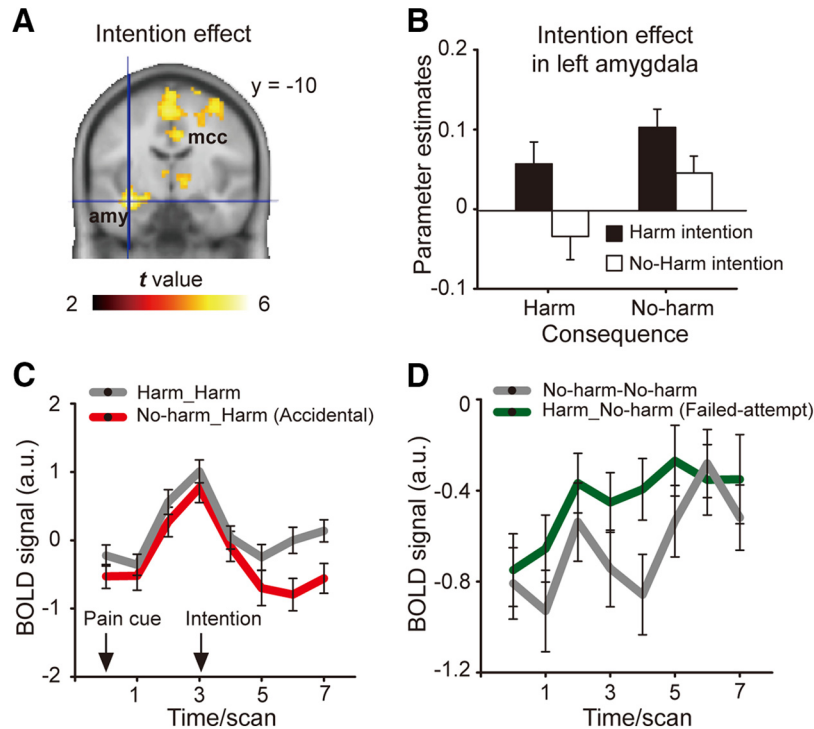 A
Intention effect
y = -10
mcc
amy
t value
2
6
B
Intention effect
in left amygdala
Parameter estimates
0.2
0.1
0
-0.1
Harm intention
No-Harm intention
Harm
No-harm
Consequence
C
Harm_Harm
No-harm_Harm (Accidental)
BOLD signal (a.u.)
2
1
0
-1
-2
Pain cue
Intention
1
3
5
7
Time/scan
D
No-harm-No-harm
Harm_No-harm (Failed-attempt)
BOLD signal (a.u.)
0
-0.4
-0.8
-1.2
1
3
5
7
Time/scan